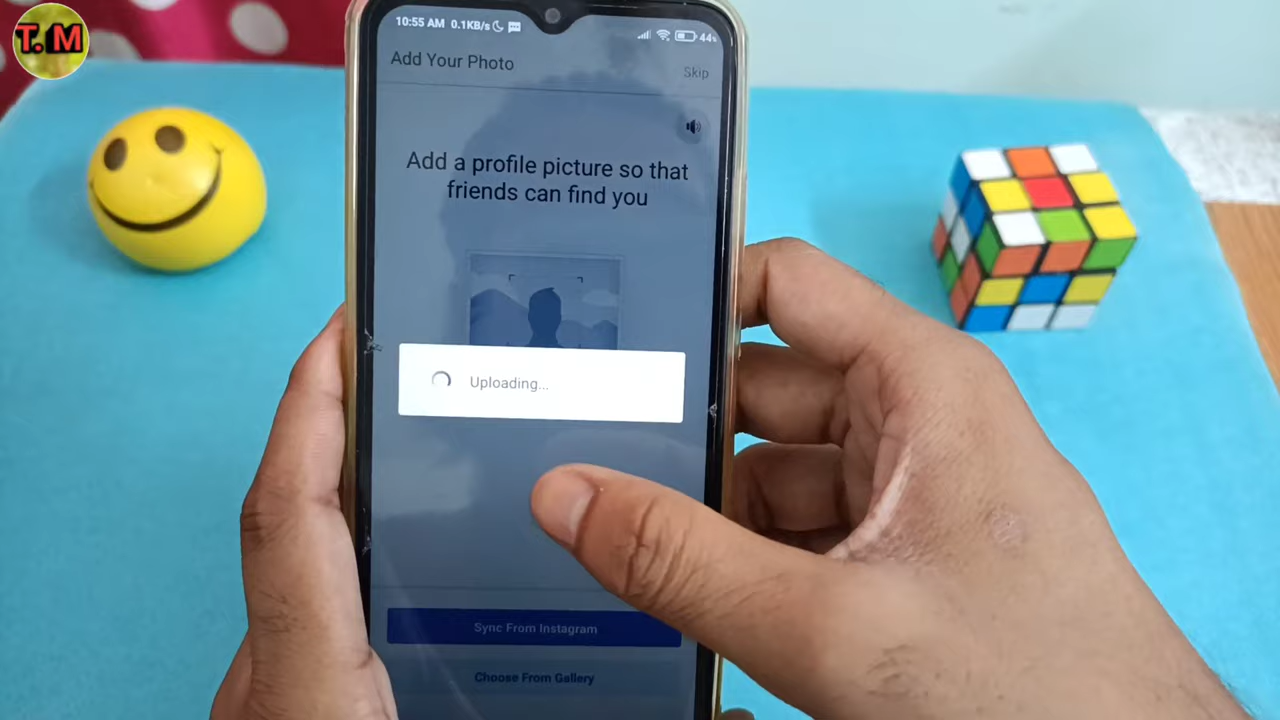 T. M
10:55 AM 0.1KB/s 44%
Add Your Photo
Skip
Add a profile picture so that
friends can find you
Uploading...
Sync From Instagram
Choose From Gallery